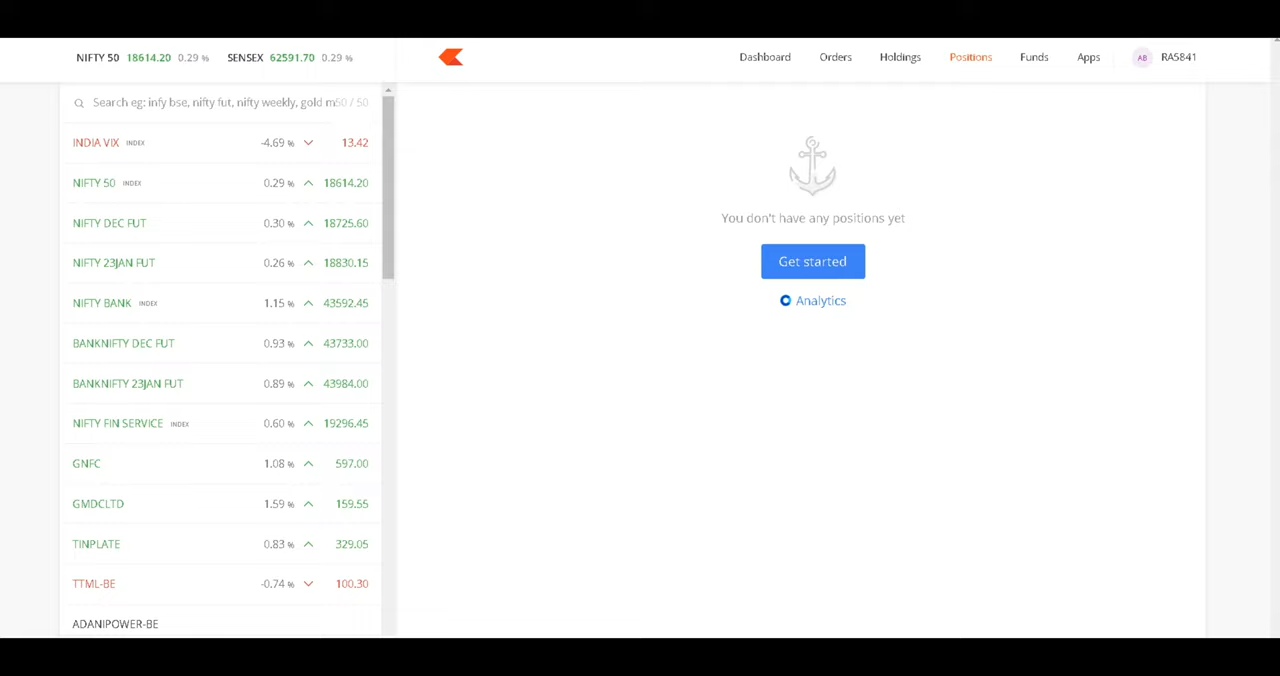 NIFTY 50 18614.20 0.29 % SENSEX 62591.70 0.29 %
Dashboard Orders Holdings Positions Funds Apps AB RA5841
Search eg: infy bse, nifty fut, nifty weekly, gold m 50 / 50
INDIA VIX INDEX -4.69 % 13.42
NIFTY 50 INDEX 0.29 % 18614.20
NIFTY DEC FUT 0.30 % 18725.60
NIFTY 23JAN FUT 0.26 % 18830.15
NIFTY BANK INDEX 1.15 % 43592.45
BANKNIFTY DEC FUT 0.93 % 43733.00
BANKNIFTY 23JAN FUT 0.89 % 43984.00
NIFTY FIN SERVICE INDEX 0.60 % 19296.45
GNFC 1.08 % 597.00
GMDCLTD 1.59 % 159.55
TINPLATE 0.83 % 329.05
TTML-BE -0.74 % 100.30
ADANIPOWER-BE
You don't have any positions yet
Get started
Analytics